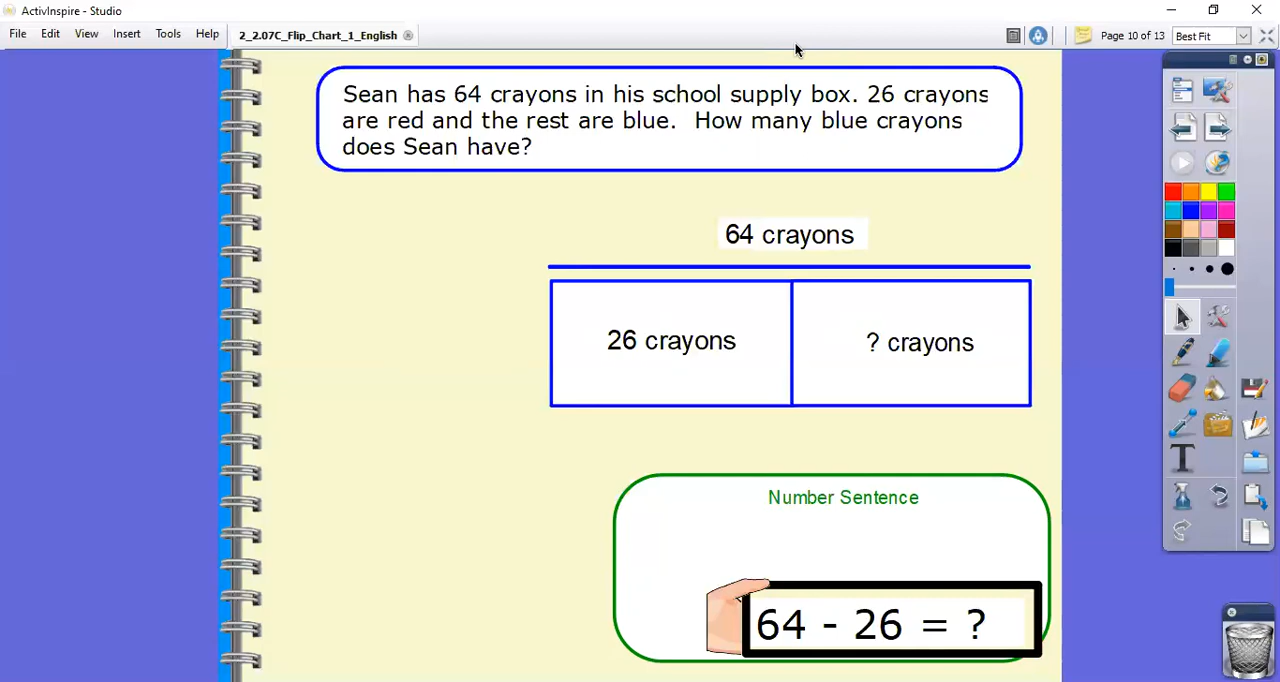 ActivInspire - Studio
File Edit View Insert Tools Help 2_2.07C_Flip_Chart_1_English Page 10 of 13 Best Fit
Sean has 64 crayons in his school supply box. 26 crayons
are red and the rest are blue. How many blue crayons
does Sean have?
64 crayons
26 crayons ? crayons
Number Sentence
64 - 26 = ?
T